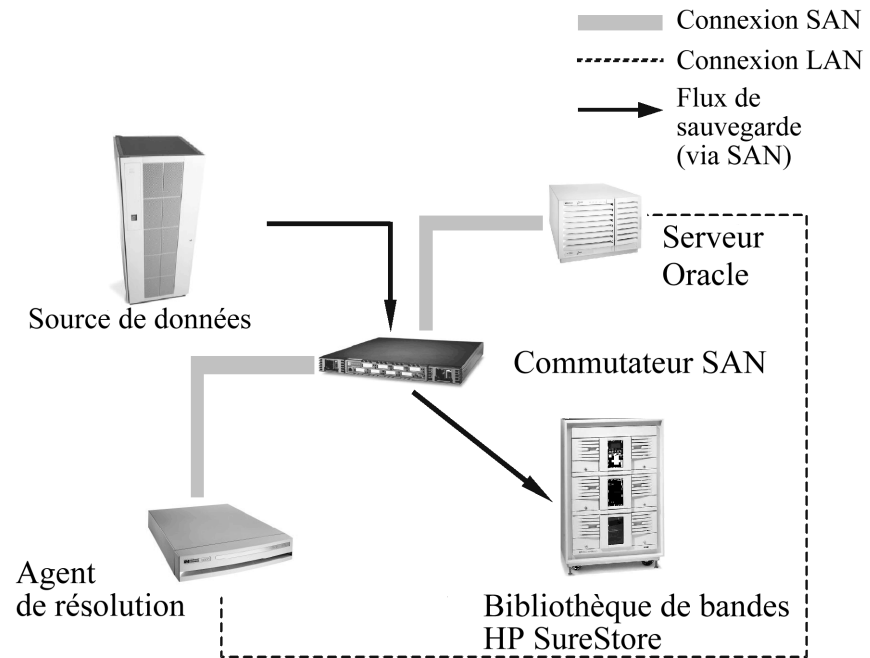 Connexion SAN
Connexion LAN
Flux de
sauvegarde
(via SAN)
Serveur
Oracle
Source de données
Commutateur SAN
Agent
de résolution
Bibliothèque de bandes
HP SureStore